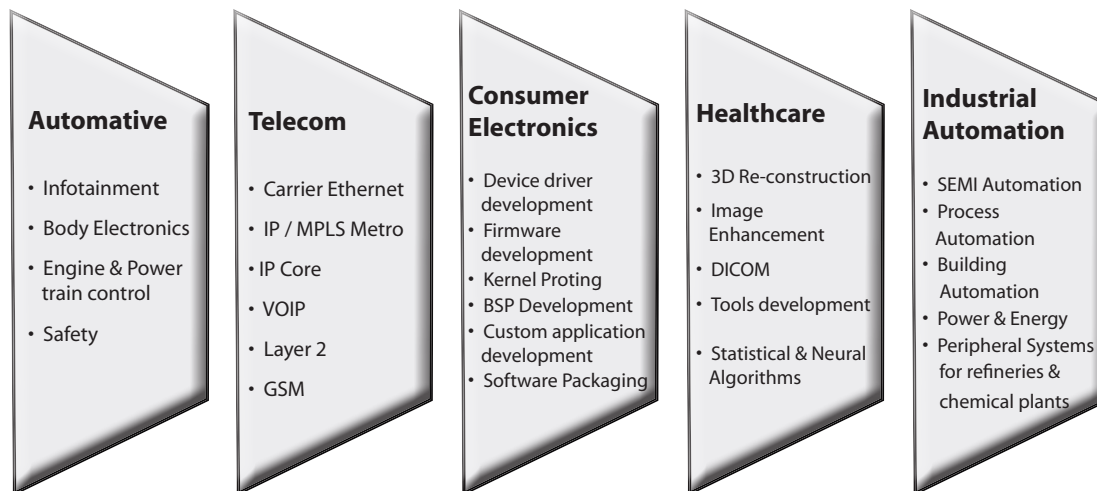 Automative
• Infotainment
• Body Electronics
• Engine & Power
train control
• Safety
Telecom
• Carrier Ethernet
• IP / MPLS Metro
• IP Core
• VOIP
• Layer 2
• GSM
Consumer
Electronics
• Device driver
development
• Firmware
development
• Kernel Proting
• BSP Development
• Custom application
development
• Software Packaging
Healthcare
• 3D Re-construction
• Image
Enhancement
• DICOM
• Tools development
• Statistical & Neural
Algorithms
Industrial
Automation
• SEMI Automation
• Process
Automation
• Building
Automation
• Power & Energy
• Peripheral Systems
for refineries &
chemical plants